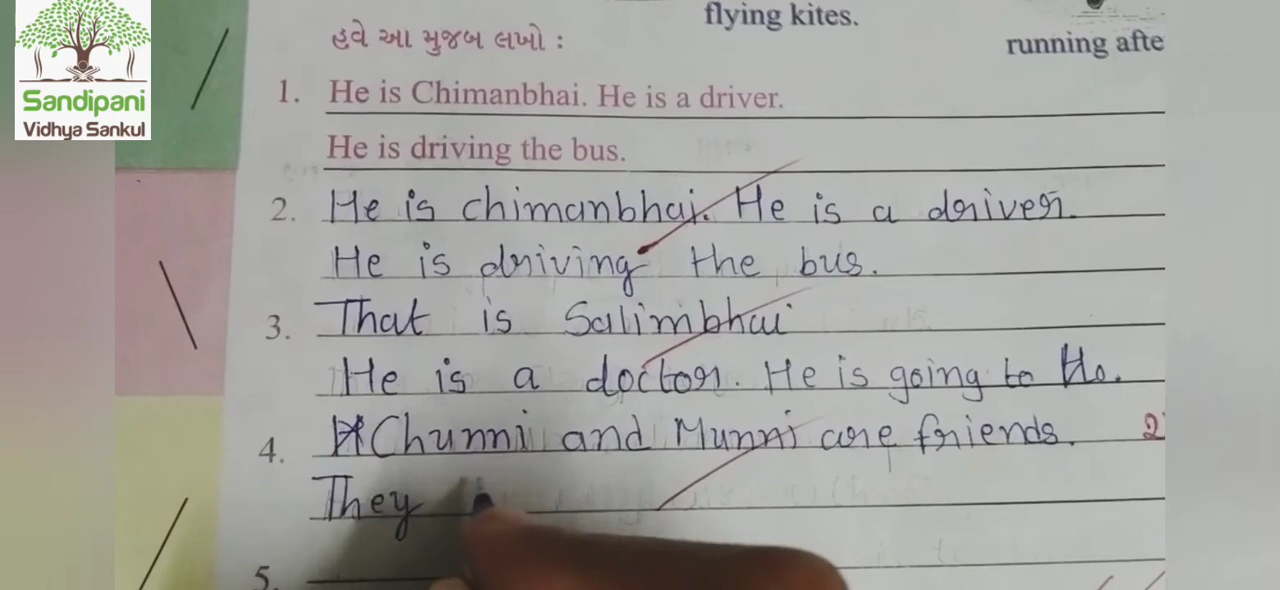 Sandipani
Vidhya Sankul
flying kites.
running afte
હવે આ મુજબ લખો :
1. He is Chimanbhai. He is a driver.
He is driving the bus.
2. He is chimanbhai. He is a driver.
He is driving the bus.
3. That is Salimbhai
He is a doctor. He is going to Ho.
4. Chunni and Munni are friends. 2
They
5.